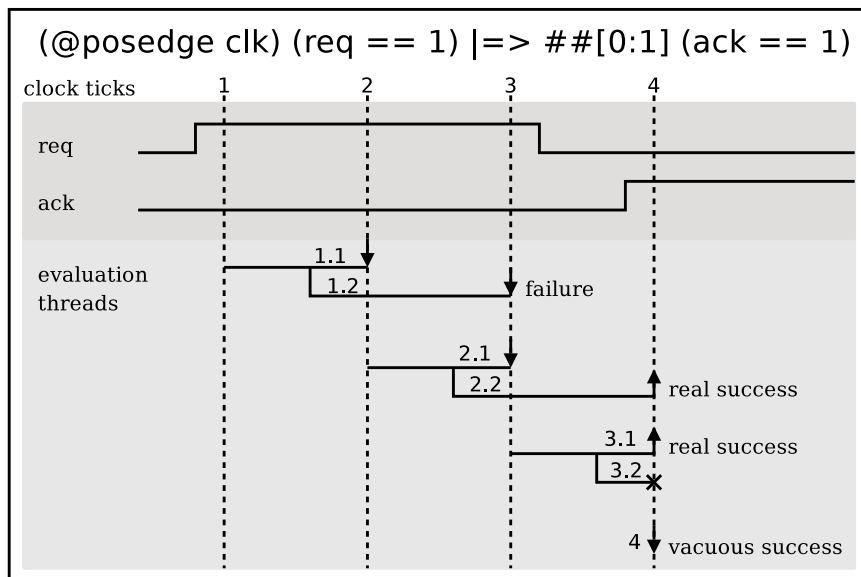 (@posedge clk) (req == 1) |=> ##[0:1] (ack == 1)
clock ticks 1 2 3 4
req
ack
evaluation threads
1.1
1.2
failure
2.1
2.2
real success
3.1
real success
3.2
4 vacuous success